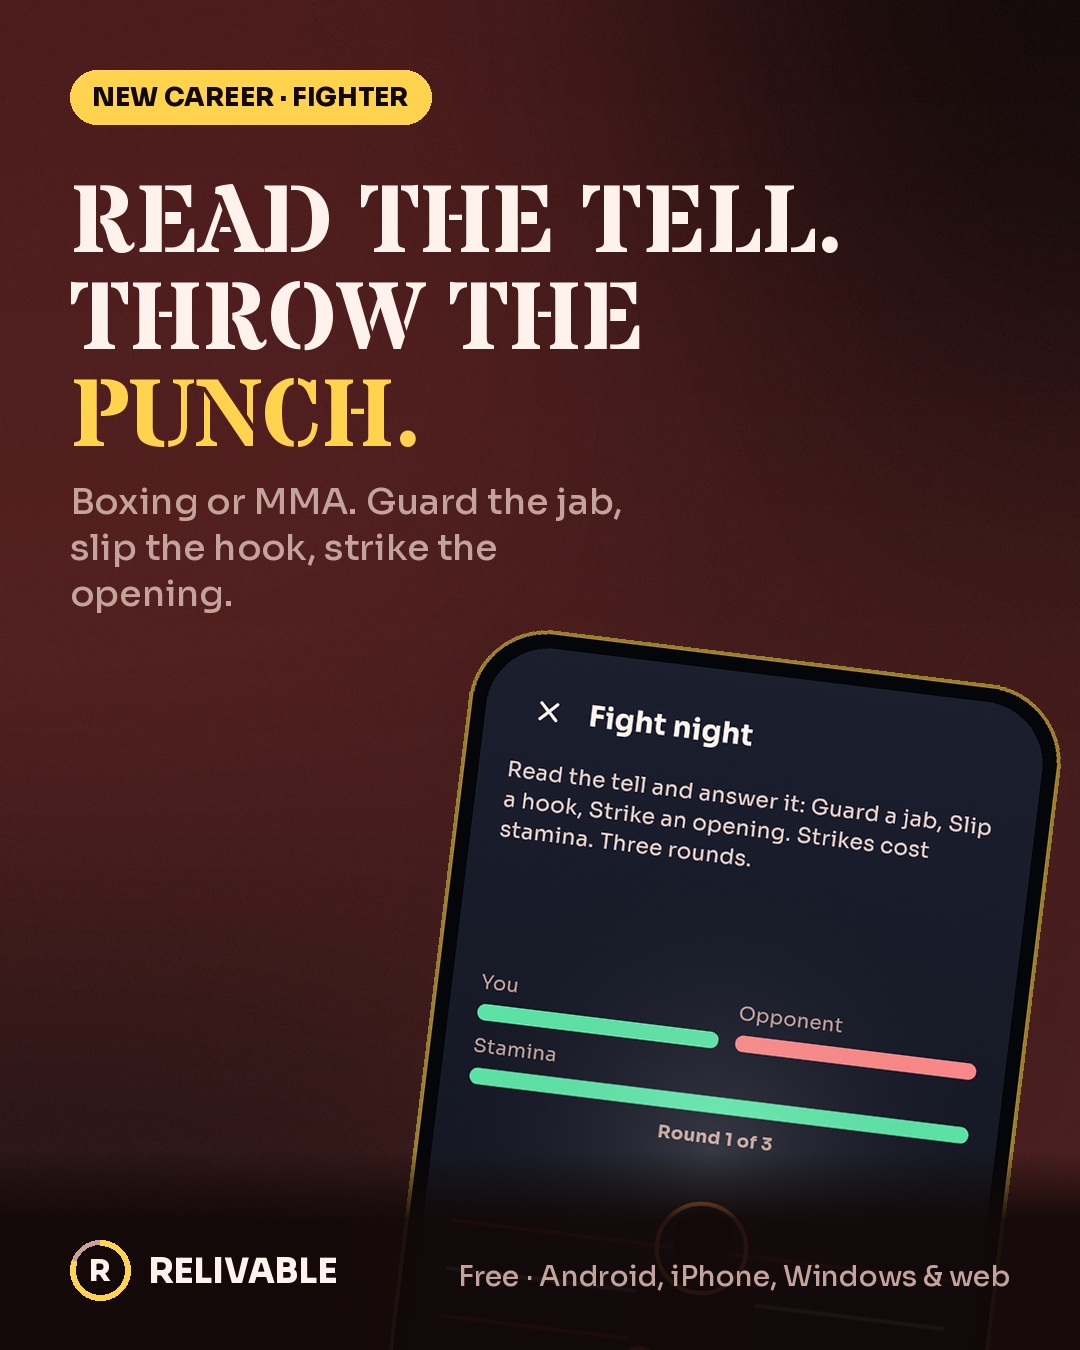 NEW CAREER · FIGHTER
READ THE TELL.
THROW THE
PUNCH.
Boxing or MMA. Guard the jab,
slip the hook, strike the
opening.
Fight night
Read the tell and answer it: Guard a jab, Slip
a hook, Strike an opening. Strikes cost
stamina. Three rounds.
You
Opponent
Stamina
Round 1 of 3
R RELIVABLE
Free · Android, iPhone, Windows & web